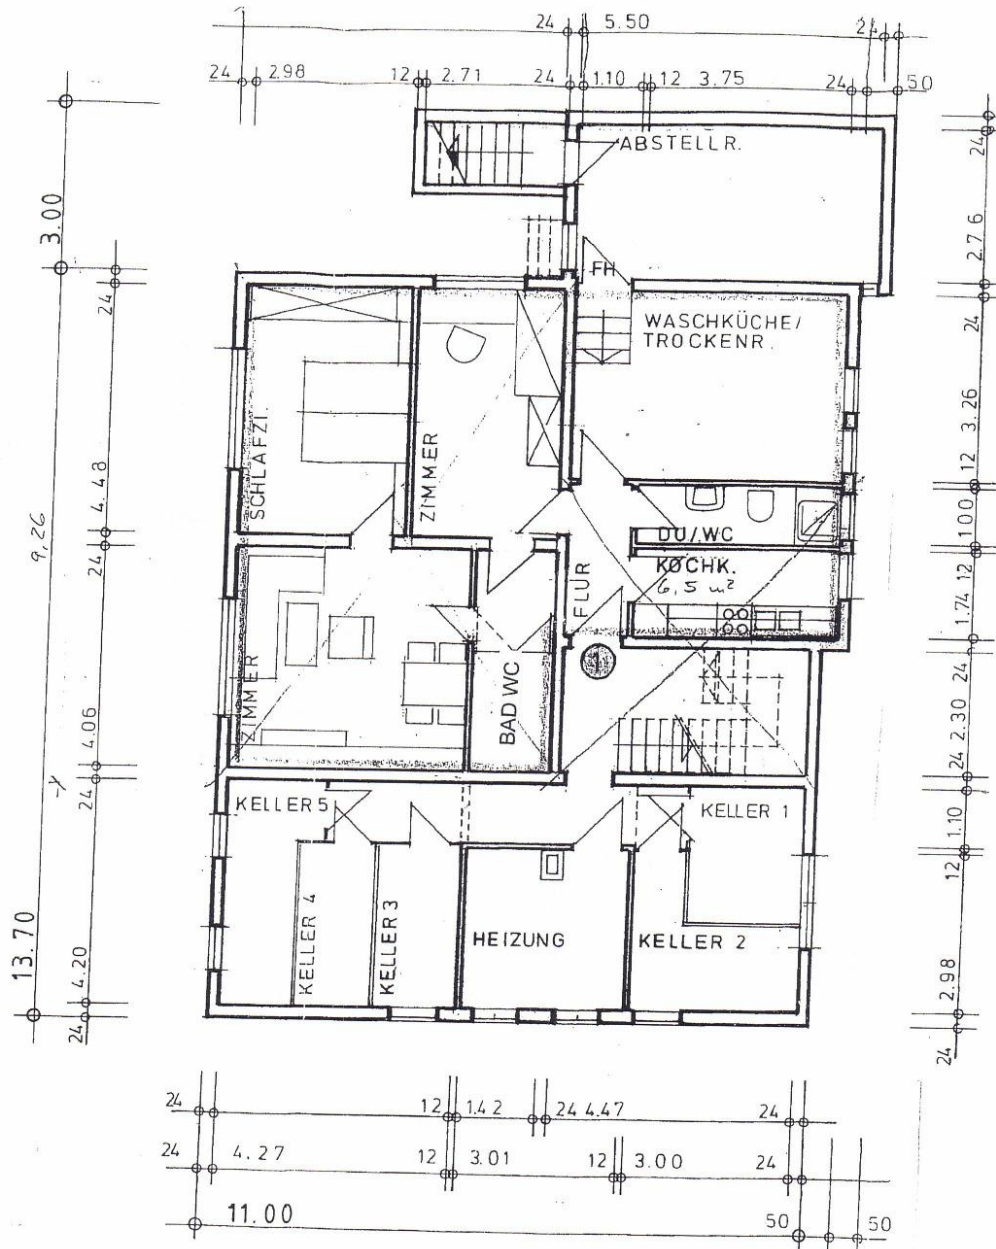 24 5.50 24
24 2.98 12 2.71 24 1.10 12 3.75 24 50
ABSTELLR.
FH
WASCHKÜCHE/
TROCKENR.
SCHLAFZI.
ZIMMER
DU/WC
KOCHK.
6,5 m²
FLUR
1
ZIMMER
BAD WC
KELLER 5
KELLER 4
KELLER 3
HEIZUNG
KELLER 2
KELLER 1
3.00
13.70
9,26
24
4.48
24
4.06
24
4.20
24
24
2.76
24
3.26
12
1.00
12
1.74
24
2.30
24
1.10
12
2.98
24
24 12 1.42 24 4.47 24
24 4.27 12 3.01 12 3.00 24
11.00 50 50